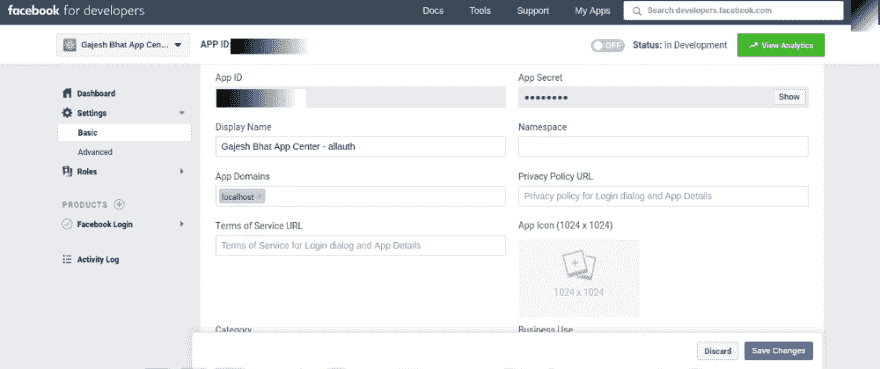 facebook for developers
Docs
Tools
Support
My Apps
Search developers.facebook.com
Gajesh Bhat App Cen...
APP ID:
OFF
Status: In Development
View Analytics
Dashboard
Settings
Basic
Advanced
Roles
PRODUCTS
Facebook Login
Activity Log
App ID
App Secret
••••••••
Show
Display Name
Gajesh Bhat App Center - allauth
Namespace
App Domains
localhost ×
Privacy Policy URL
Privacy policy for Login dialog and App Details
Terms of Service URL
Terms of Service for Login dialog and App Details
App Icon (1024 x 1024)
1024 x 1024
Category
Business Use
Discard
Save Changes